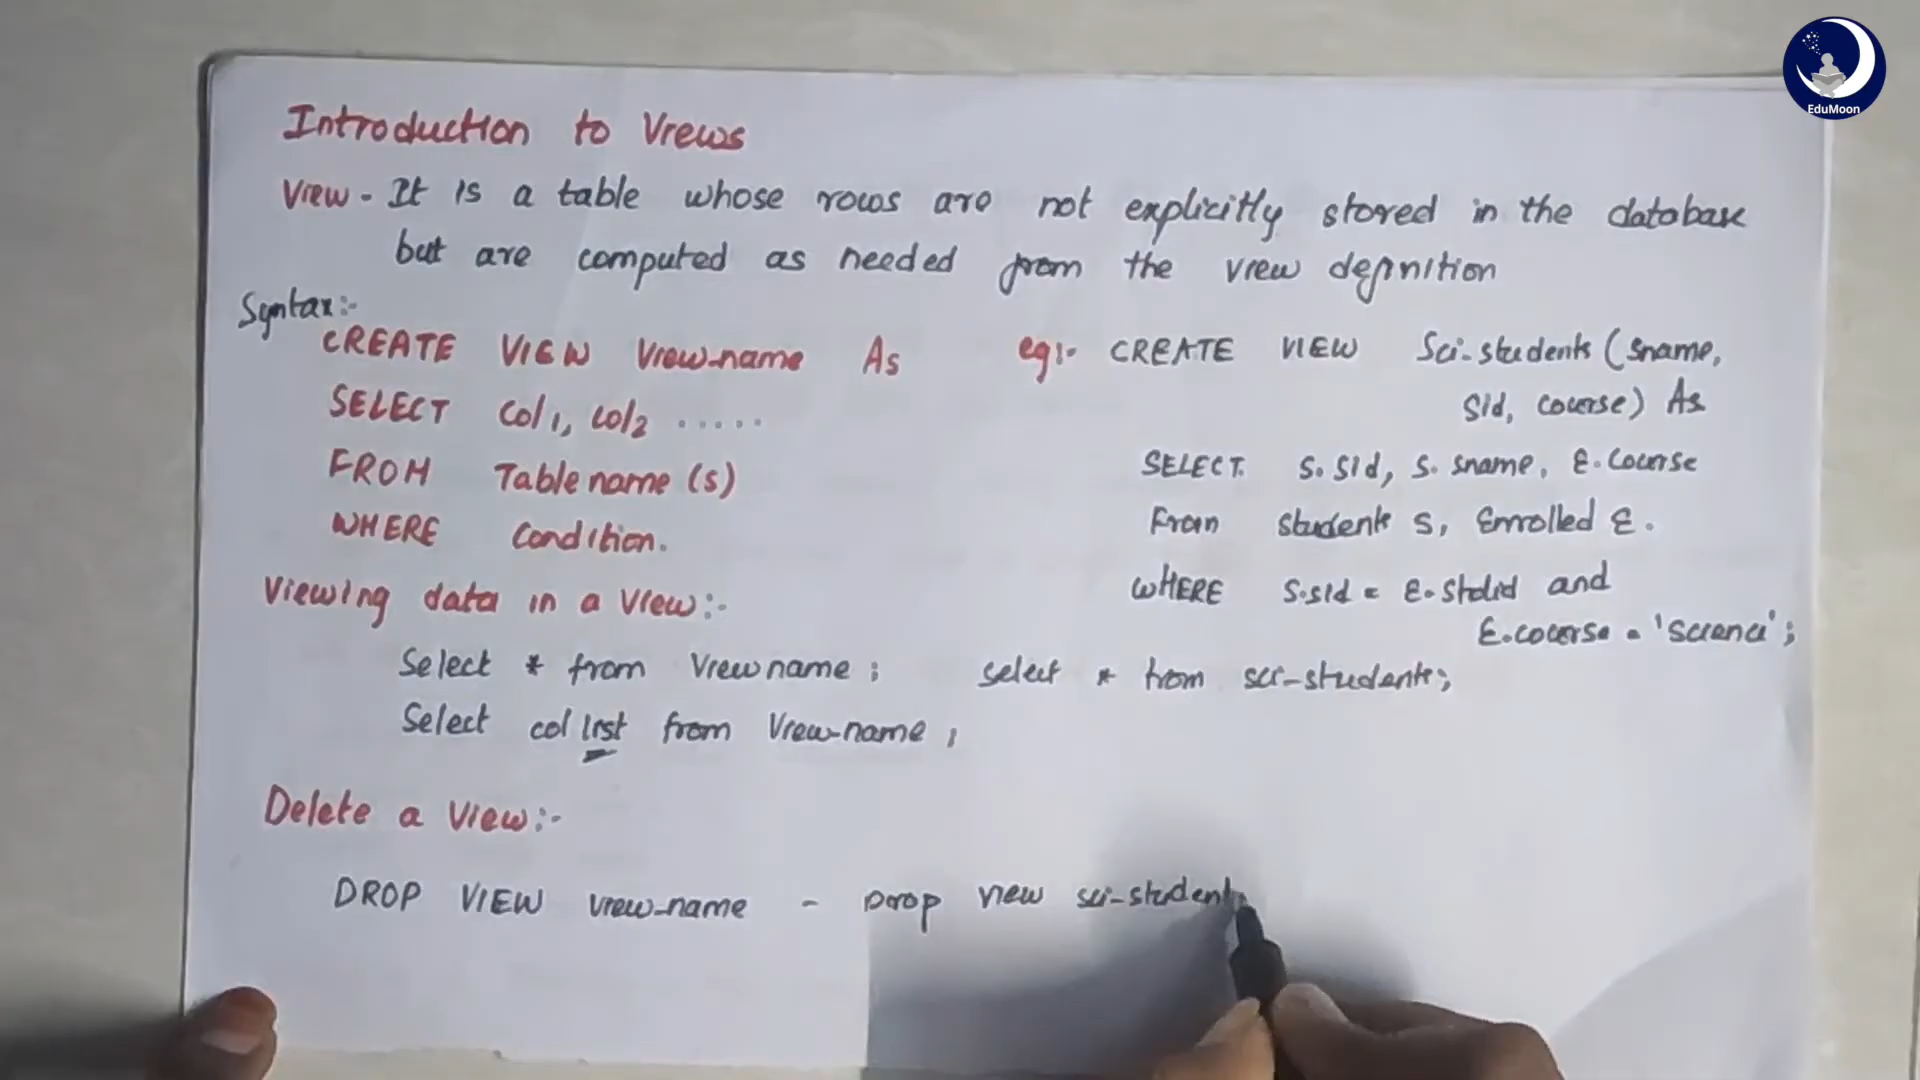 Introduction to Views
View - It is a table whose rows are not explicitly stored in the database
but are computed as needed from the view definition
Syntax:-
CREATE VIEW View-name As
SELECT Col1, col2 .....
FROM Table name (s)
WHERE Condition.
eg:- CREATE VIEW Sci-students (sname,
Sid, course) As
SELECT S.Sid, S.sname, E.Course
From students S, Enrolled E.
WHERE S.sid = E.Stdid and
E.course = 'Science';
Viewing data in a View:-
Select * from Viewname; select * from sci-students;
Select col list from View-name;
Delete a View:-
DROP VIEW view-name - Drop view sci-student
EduMoon